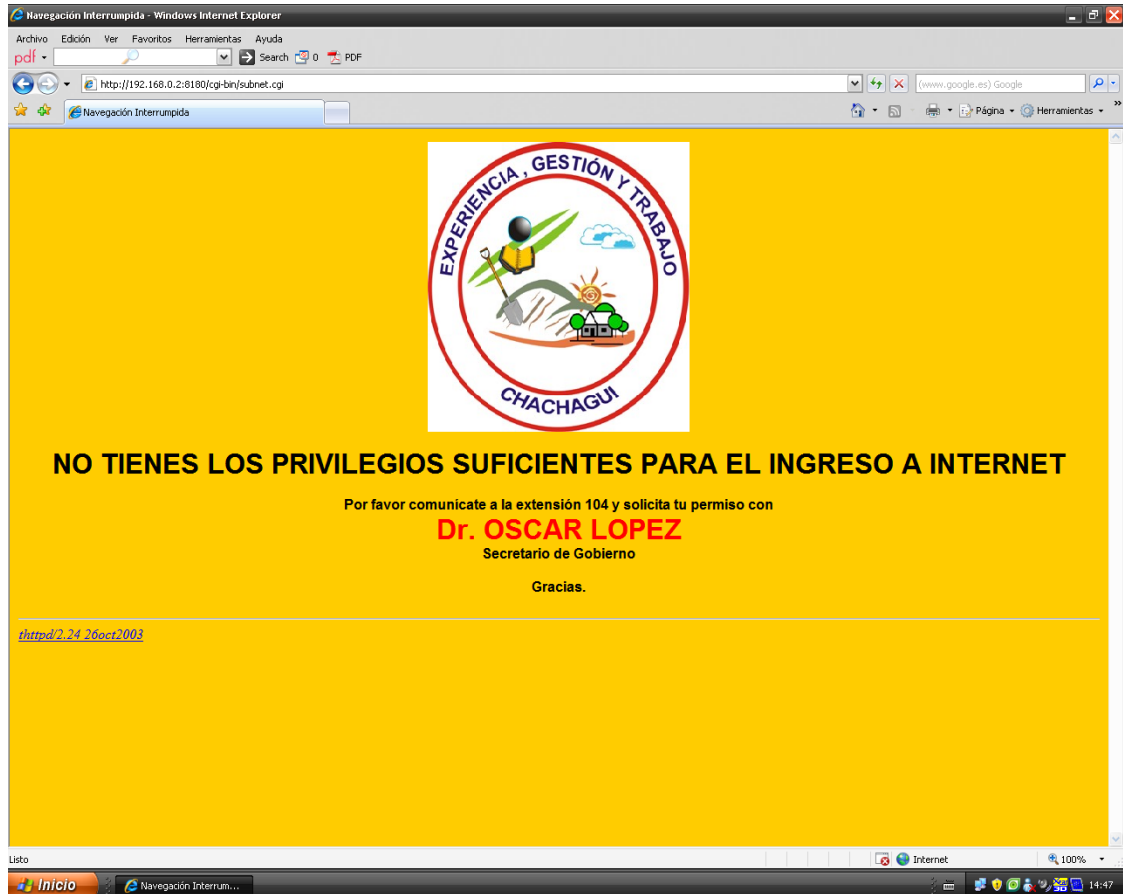 Navegación Interrumpida - Windows Internet Explorer
Archivo Edición Ver Favoritos Herramientas Ayuda
pdf Search 0 PDF
http://192.168.0.2:8180/cgi-bin/subnet.cgi (www.google.es) Google
Navegación Interrumpida Página Herramientas »
EXPERIENCIA , GESTIÓN Y TRABAJO
CHACHAGUI
NO TIENES LOS PRIVILEGIOS SUFICIENTES PARA EL INGRESO A INTERNET
Por favor comunícate a la extensión 104 y solicita tu permiso con
Dr. OSCAR LOPEZ
Secretario de Gobierno
Gracias.
thttpd/2.24 26oct2003
Listo Internet 100%
Inicio Navegación Interrum... 14:47